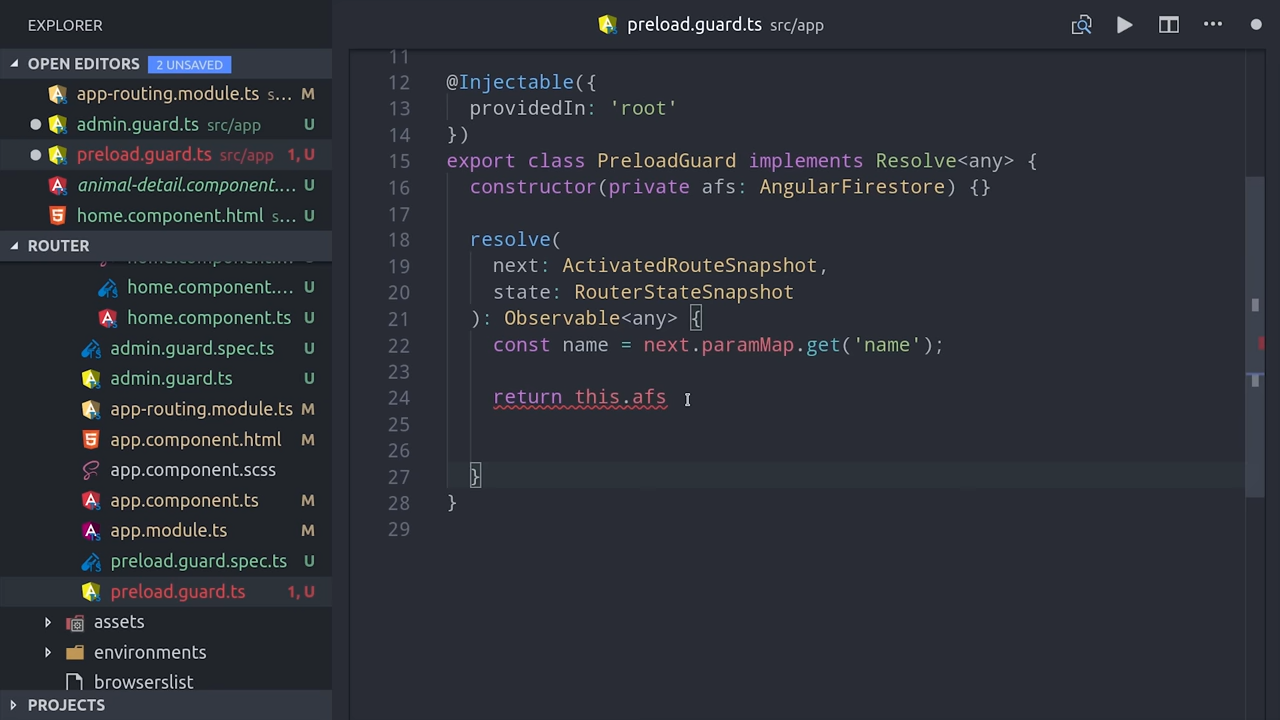 EXPLORER
preload.guard.ts src/app
OPEN EDITORS 2 UNSAVED
app-routing.module.ts s... M
admin.guard.ts src/app U
preload.guard.ts src/app 1, U
animal-detail.component.... U
home.component.html s... U
ROUTER
home.component.... U
home.component.ts U
admin.guard.spec.ts U
admin.guard.ts U
app-routing.module.ts M
app.component.html M
app.component.scss
app.component.ts M
app.module.ts M
preload.guard.spec.ts U
preload.guard.ts 1, U
assets
environments
browserslist
PROJECTS
11
12 @Injectable({
13 providedIn: 'root'
14 })
15 export class PreloadGuard implements Resolve<any> {
16 constructor(private afs: AngularFirestore) {}
17
18 resolve(
19 next: ActivatedRouteSnapshot,
20 state: RouterStateSnapshot
21 ): Observable<any> {
22 const name = next.paramMap.get('name');
23
24 return this.afs
25
26
27 }
28 }
29